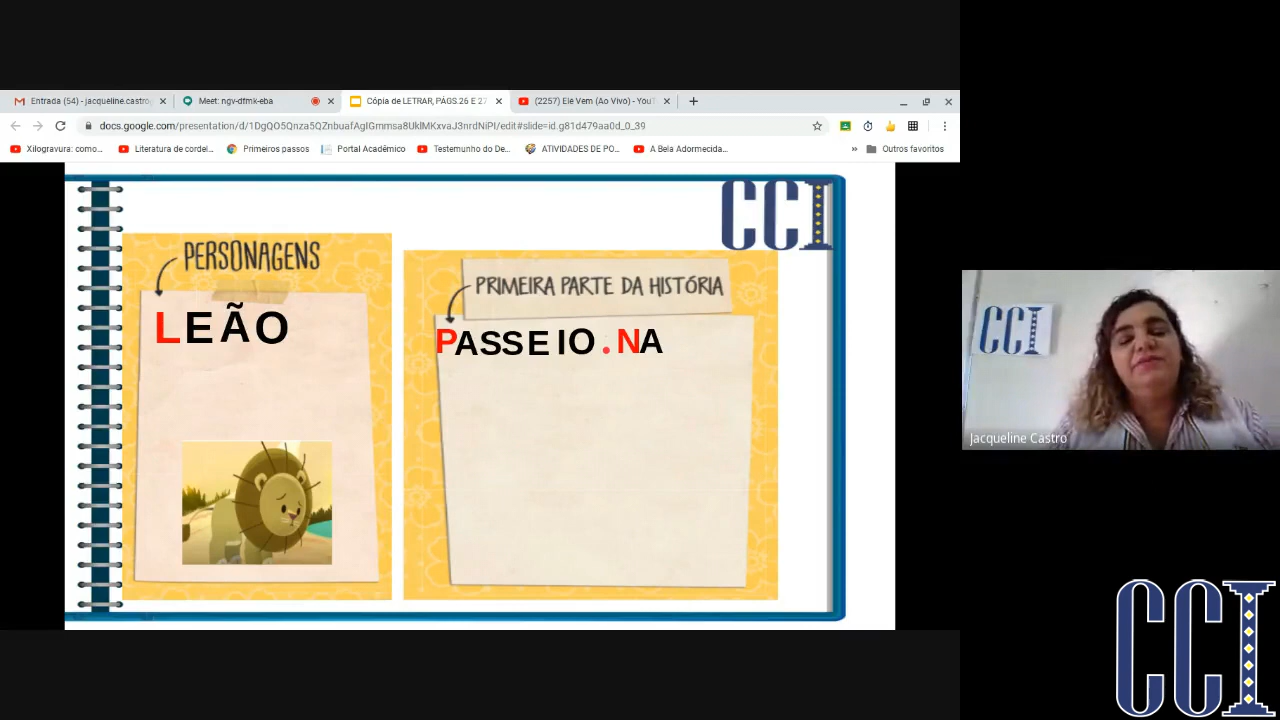 Entrada (54) - jacqueline.castro
Meet: ngv-dfmk-eba
Cópia de LETRAR, PÁGS.26 E 27
(2257) Ele Vem (Ao Vivo) - YouT
docs.google.com/presentation/d/1DgQO5Qnza5QZnbuafAgIGmmsa8UklMKxvaJ3nrdNiPI/edit#slide=id.g81d479aa0d_0_39
Xilogravura: como...
Literatura de cordel...
Primeiros passos
Portal Acadêmico
Testemunho do De...
ATIVIDADES DE PO...
A Bela Adormecida...
»
Outros favoritos
CCI
PERSONAGENS
LEÃO
PRIMEIRA PARTE DA HISTÓRIA
PASSEIO.NA
CCI
Jacqueline Castro
CCI